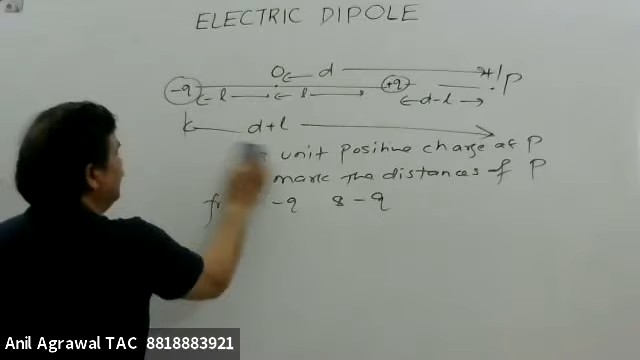 ELECTRIC DIPOLE
-q l O l d +q d-l +1 P
d+l
unit positive charge at P
mark the distances of P
-q & -q
Anil Agrawal TAC 8818883921